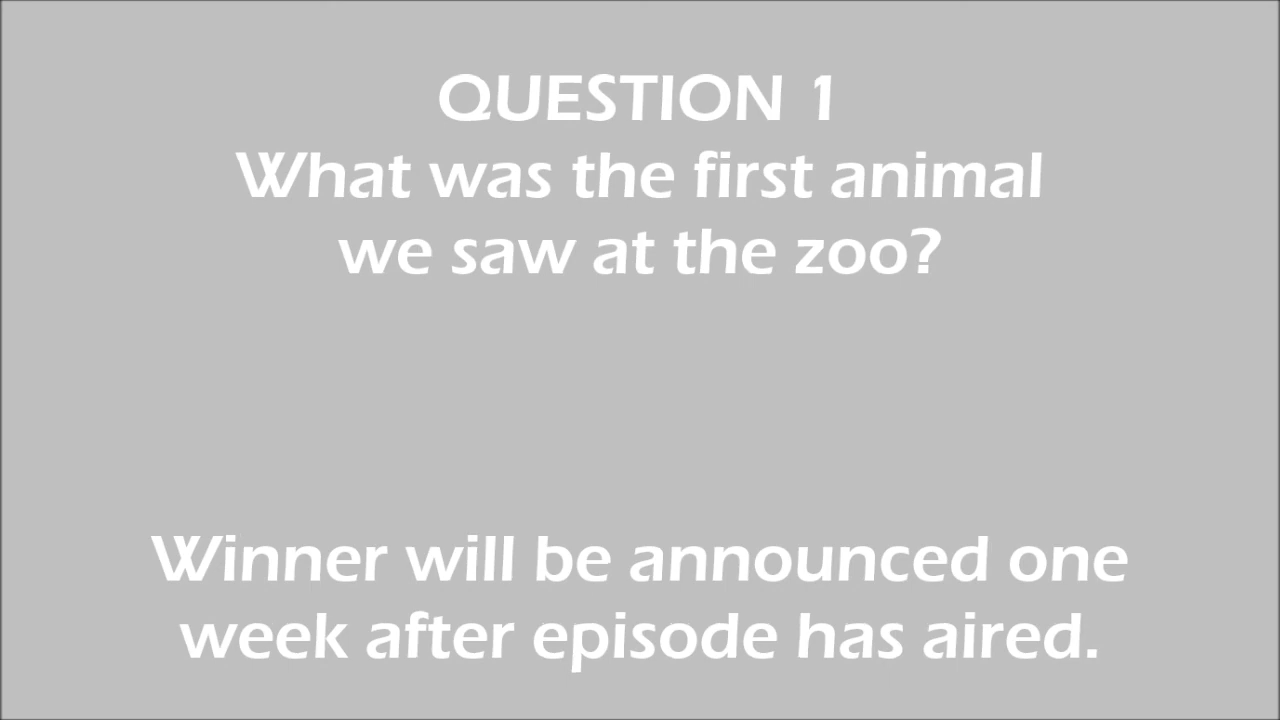 QUESTION 1
What was the first animal
we saw at the zoo?
Winner will be announced one
week after episode has aired.